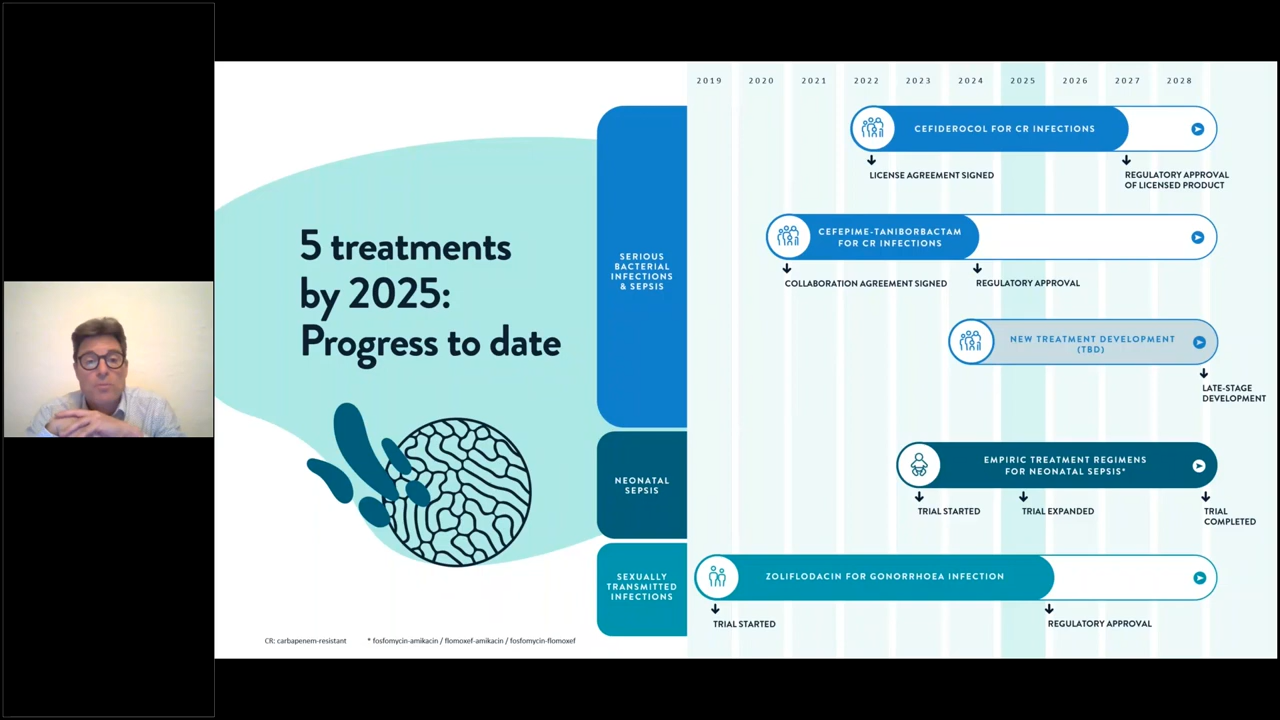 2019 2020 2021 2022 2023 2024 2025 2026 2027 2028
5 treatments
by 2025:
Progress to date
SERIOUS
BACTERIAL
INFECTIONS
& SEPSIS
CEFIDEROCOL FOR CR INFECTIONS
LICENSE AGREEMENT SIGNED
REGULATORY APPROVAL
OF LICENSED PRODUCT
CEFEPIME-TANIBORBACTAM
FOR CR INFECTIONS
COLLABORATION AGREEMENT SIGNED
REGULATORY APPROVAL
NEW TREATMENT DEVELOPMENT
(TBD)
LATE-STAGE
DEVELOPMENT
NEONATAL
SEPSIS
EMPIRIC TREATMENT REGIMENS
FOR NEONATAL SEPSIS*
TRIAL STARTED
TRIAL EXPANDED
TRIAL
COMPLETED
SEXUALLY
TRANSMITTED
INFECTIONS
ZOLIFLODACIN FOR GONORRHOEA INFECTION
TRIAL STARTED
REGULATORY APPROVAL
CR: carbapenem-resistant * fosfomycin-amikacin / flomoxef-amikacin / fosfomycin-flomoxef